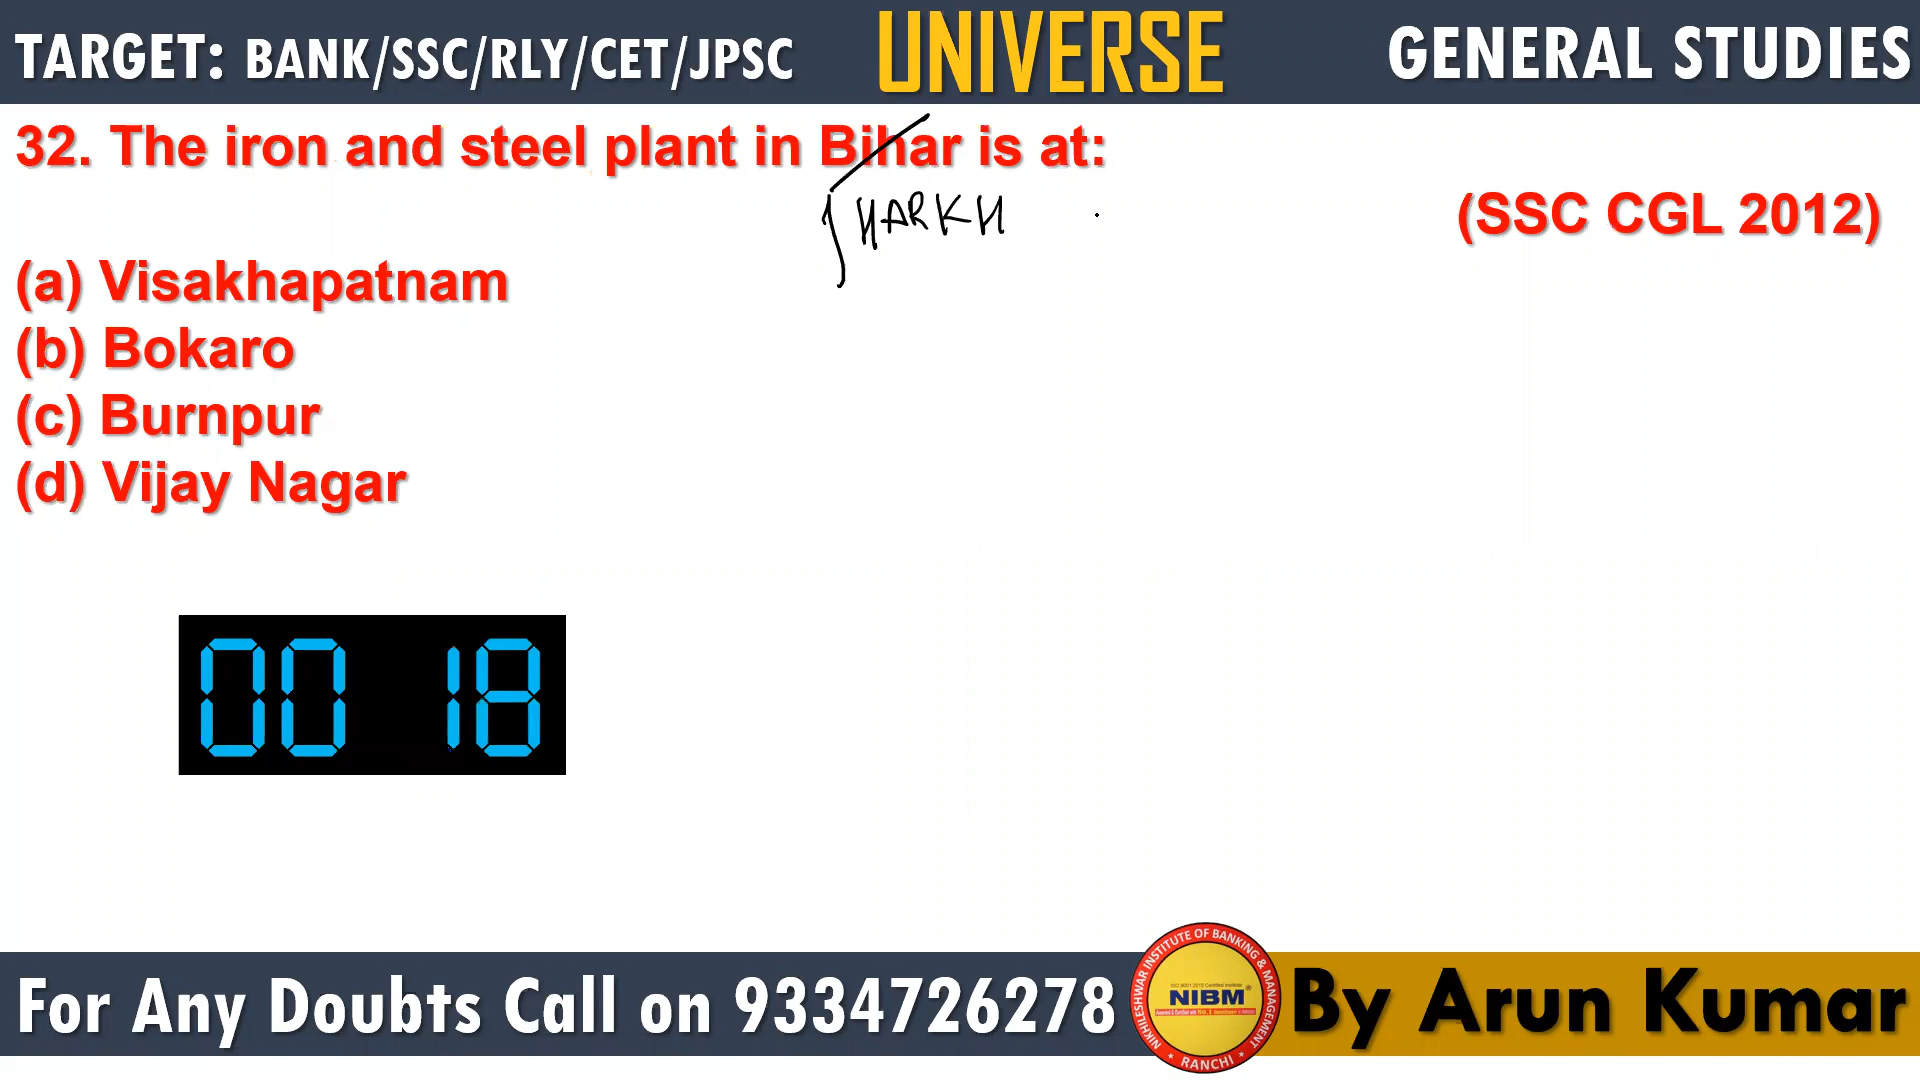 TARGET: BANK/SSC/RLY/CET/JPSC UNIVERSE GENERAL STUDIES
32. The iron and steel plant in Bihar is at:
JHARKH
(SSC CGL 2012)
(a) Visakhapatnam
(b) Bokaro
(c) Burnpur
(d) Vijay Nagar
00 18
For Any Doubts Call on 9334726278
NIKHILESHWAR INSTITUTE OF BANKING & MANAGEMENT
NIBM
RANCHI
By Arun Kumar